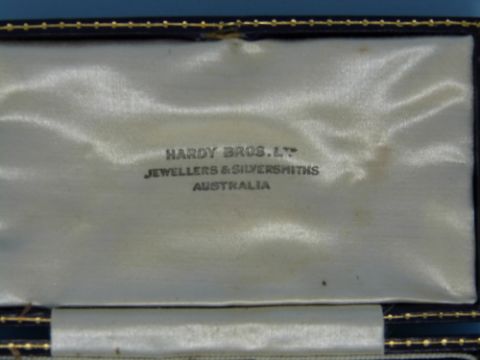 HARDY BROS. LTD
JEWELLERS & SILVERSMITHS
AUSTRALIA